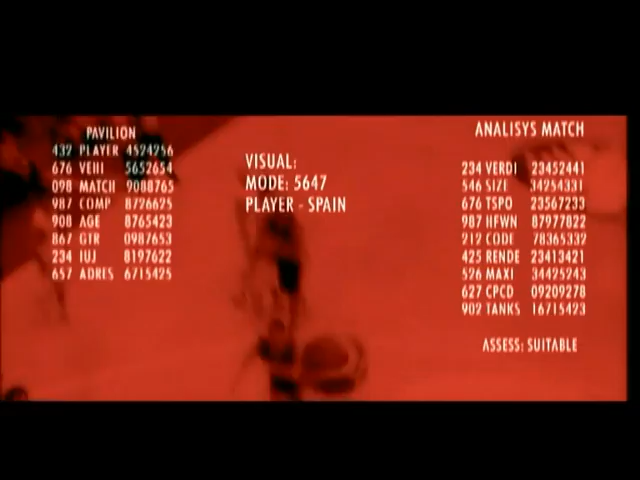 PAVILION
432 PLAYER 4524256
676 VEIII 5652654
098 MATCH 9088765
987 COMP 8726625
908 AGE 8765423
867 GTR 0987653
234 IUJ 8197622
657 ADRES 6715425
VISUAL:
MODE: 5647
PLAYER - SPAIN
ANALISYS MATCH
234 VERDI 23452441
546 SIZE 34254331
676 TSPO 23567233
987 HFWN 87977822
212 CODE 78365332
425 RENDE 23413421
526 MAXI 34425243
627 CPCD 09209278
902 TANKS 16715423
ASSESS: SUITABLE